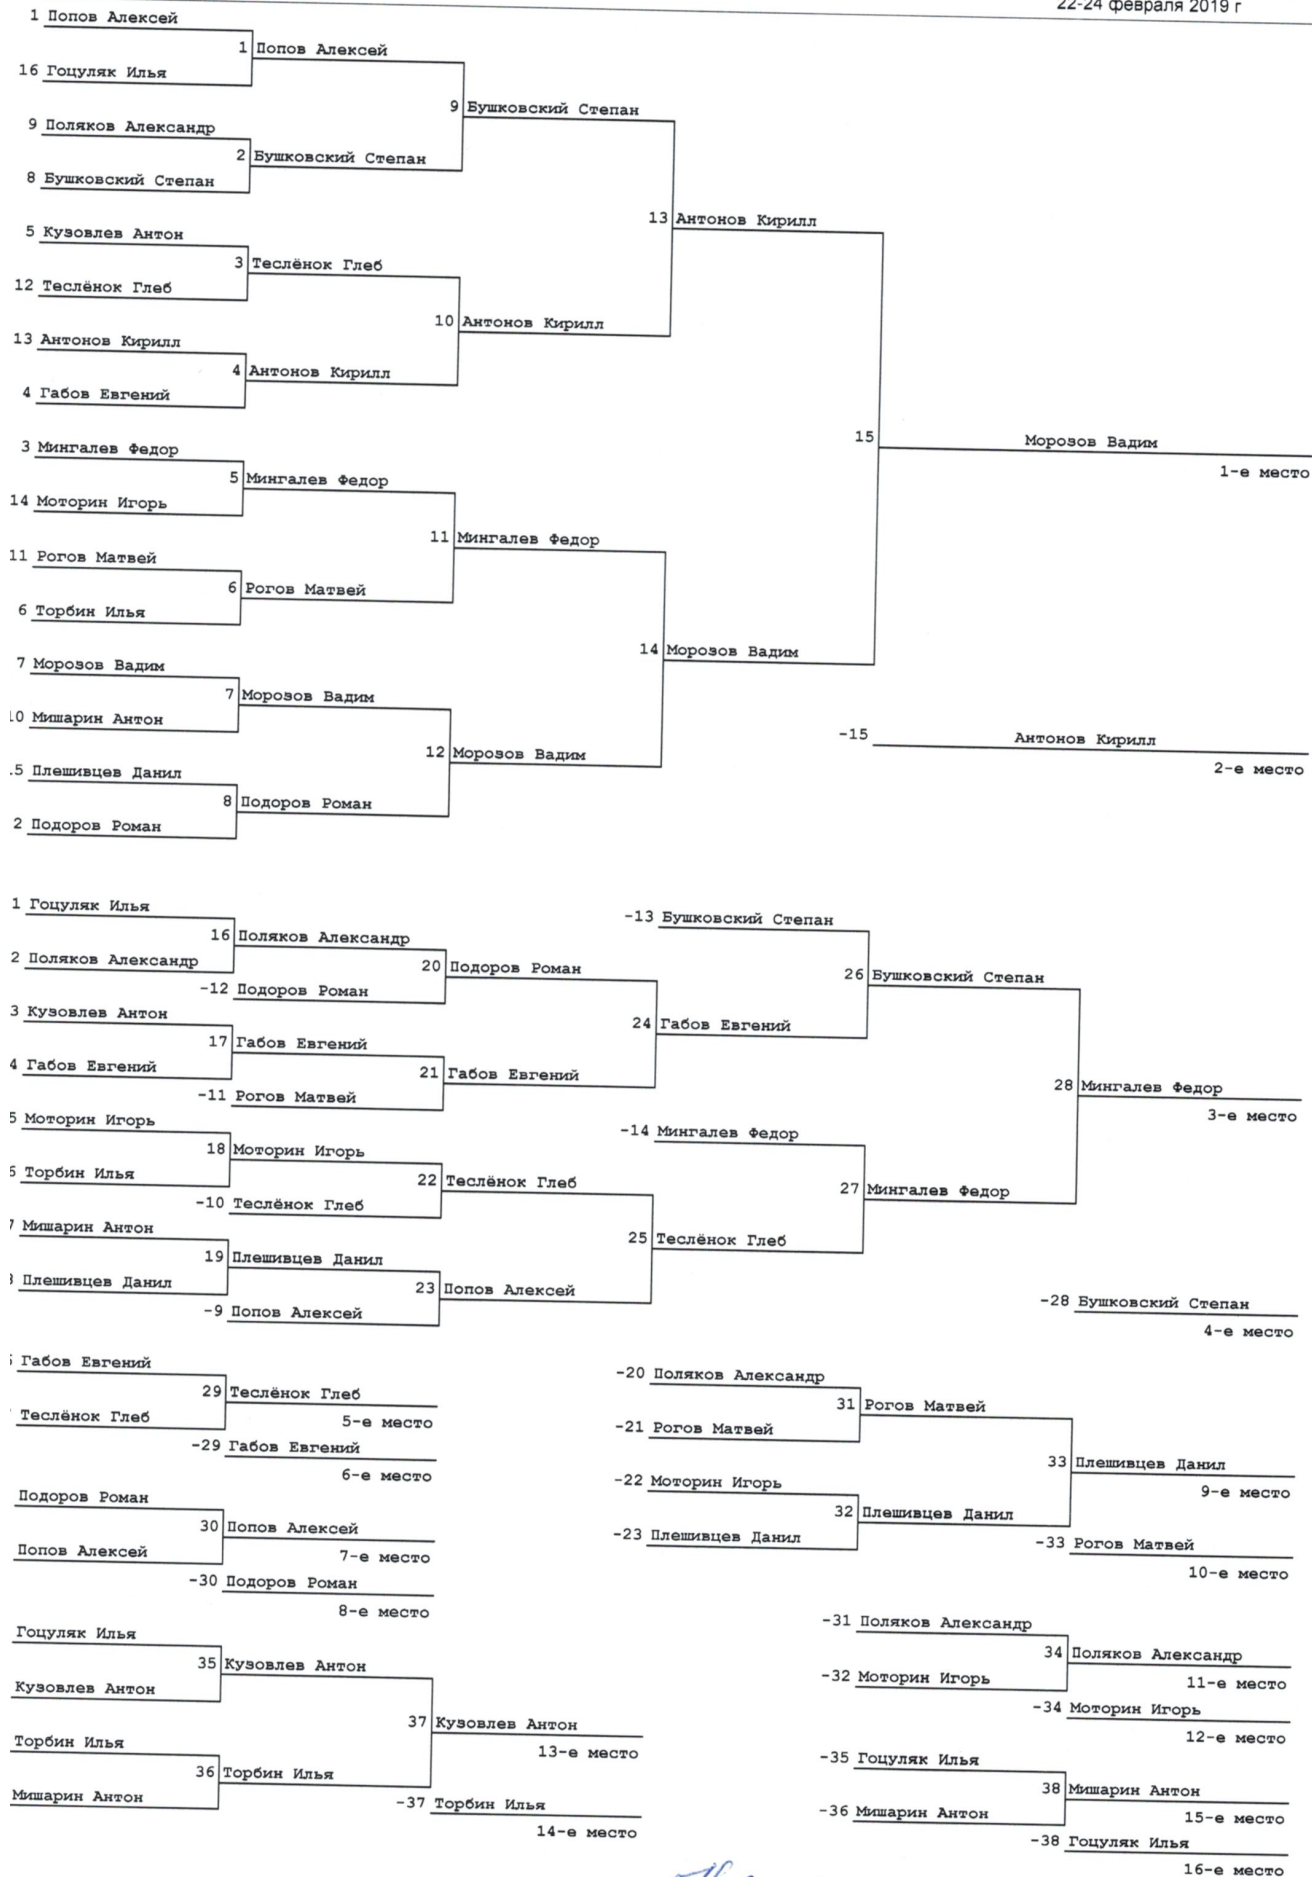 22-24 февраля 2019 г
1 Попов Алексей
1 Попов Алексей
16 Гоцуляк Илья
9 Бушковский Степан
9 Поляков Александр
2 Бушковский Степан
8 Бушковский Степан
13 Антонов Кирилл
5 Кузовлев Антон
3 Теслёнок Глеб
12 Теслёнок Глеб
10 Антонов Кирилл
13 Антонов Кирилл
4 Антонов Кирилл
4 Габов Евгений
15 Морозов Вадим
1-е место
3 Мингалев Федор
5 Мингалев Федор
14 Моторин Игорь
11 Мингалев Федор
11 Рогов Матвей
6 Рогов Матвей
6 Торбин Илья
14 Морозов Вадим
7 Морозов Вадим
7 Морозов Вадим
10 Мишарин Антон
12 Морозов Вадим
-15 Антонов Кирилл
2-е место
5 Плешивцев Данил
8 Подоров Роман
2 Подоров Роман
1 Гоцуляк Илья
-13 Бушковский Степан
16 Поляков Александр
2 Поляков Александр
20 Подоров Роман
26 Бушковский Степан
-12 Подоров Роман
3 Кузовлев Антон
24 Габов Евгений
17 Габов Евгений
4 Габов Евгений
21 Габов Евгений
28 Мингалев Федор
3-е место
-11 Рогов Матвей
5 Моторин Игорь
-14 Мингалев Федор
18 Моторин Игорь
6 Торбин Илья
22 Теслёнок Глеб
27 Мингалев Федор
-10 Теслёнок Глеб
7 Мишарин Антон
25 Теслёнок Глеб
19 Плешивцев Данил
Плешивцев Данил
23 Попов Алексей
-9 Попов Алексей
-28 Бушковский Степан
4-е место
Габов Евгений
29 Теслёнок Глеб
5-е место
Теслёнок Глеб
-29 Габов Евгений
6-е место
-20 Поляков Александр
31 Рогов Матвей
-21 Рогов Матвей
33 Плешивцев Данил
9-е место
-22 Моторин Игорь
32 Плешивцев Данил
-23 Плешивцев Данил
-33 Рогов Матвей
10-е место
Подоров Роман
30 Попов Алексей
7-е место
Попов Алексей
-30 Подоров Роман
8-е место
-31 Поляков Александр
34 Поляков Александр
11-е место
-32 Моторин Игорь
-34 Моторин Игорь
12-е место
Гоцуляк Илья
35 Кузовлев Антон
Кузовлев Антон
37 Кузовлев Антон
13-е место
Торбин Илья
36 Торбин Илья
Мишарин Антон
-37 Торбин Илья
14-е место
-35 Гоцуляк Илья
38 Мишарин Антон
15-е место
-36 Мишарин Антон
-38 Гоцуляк Илья
16-е место